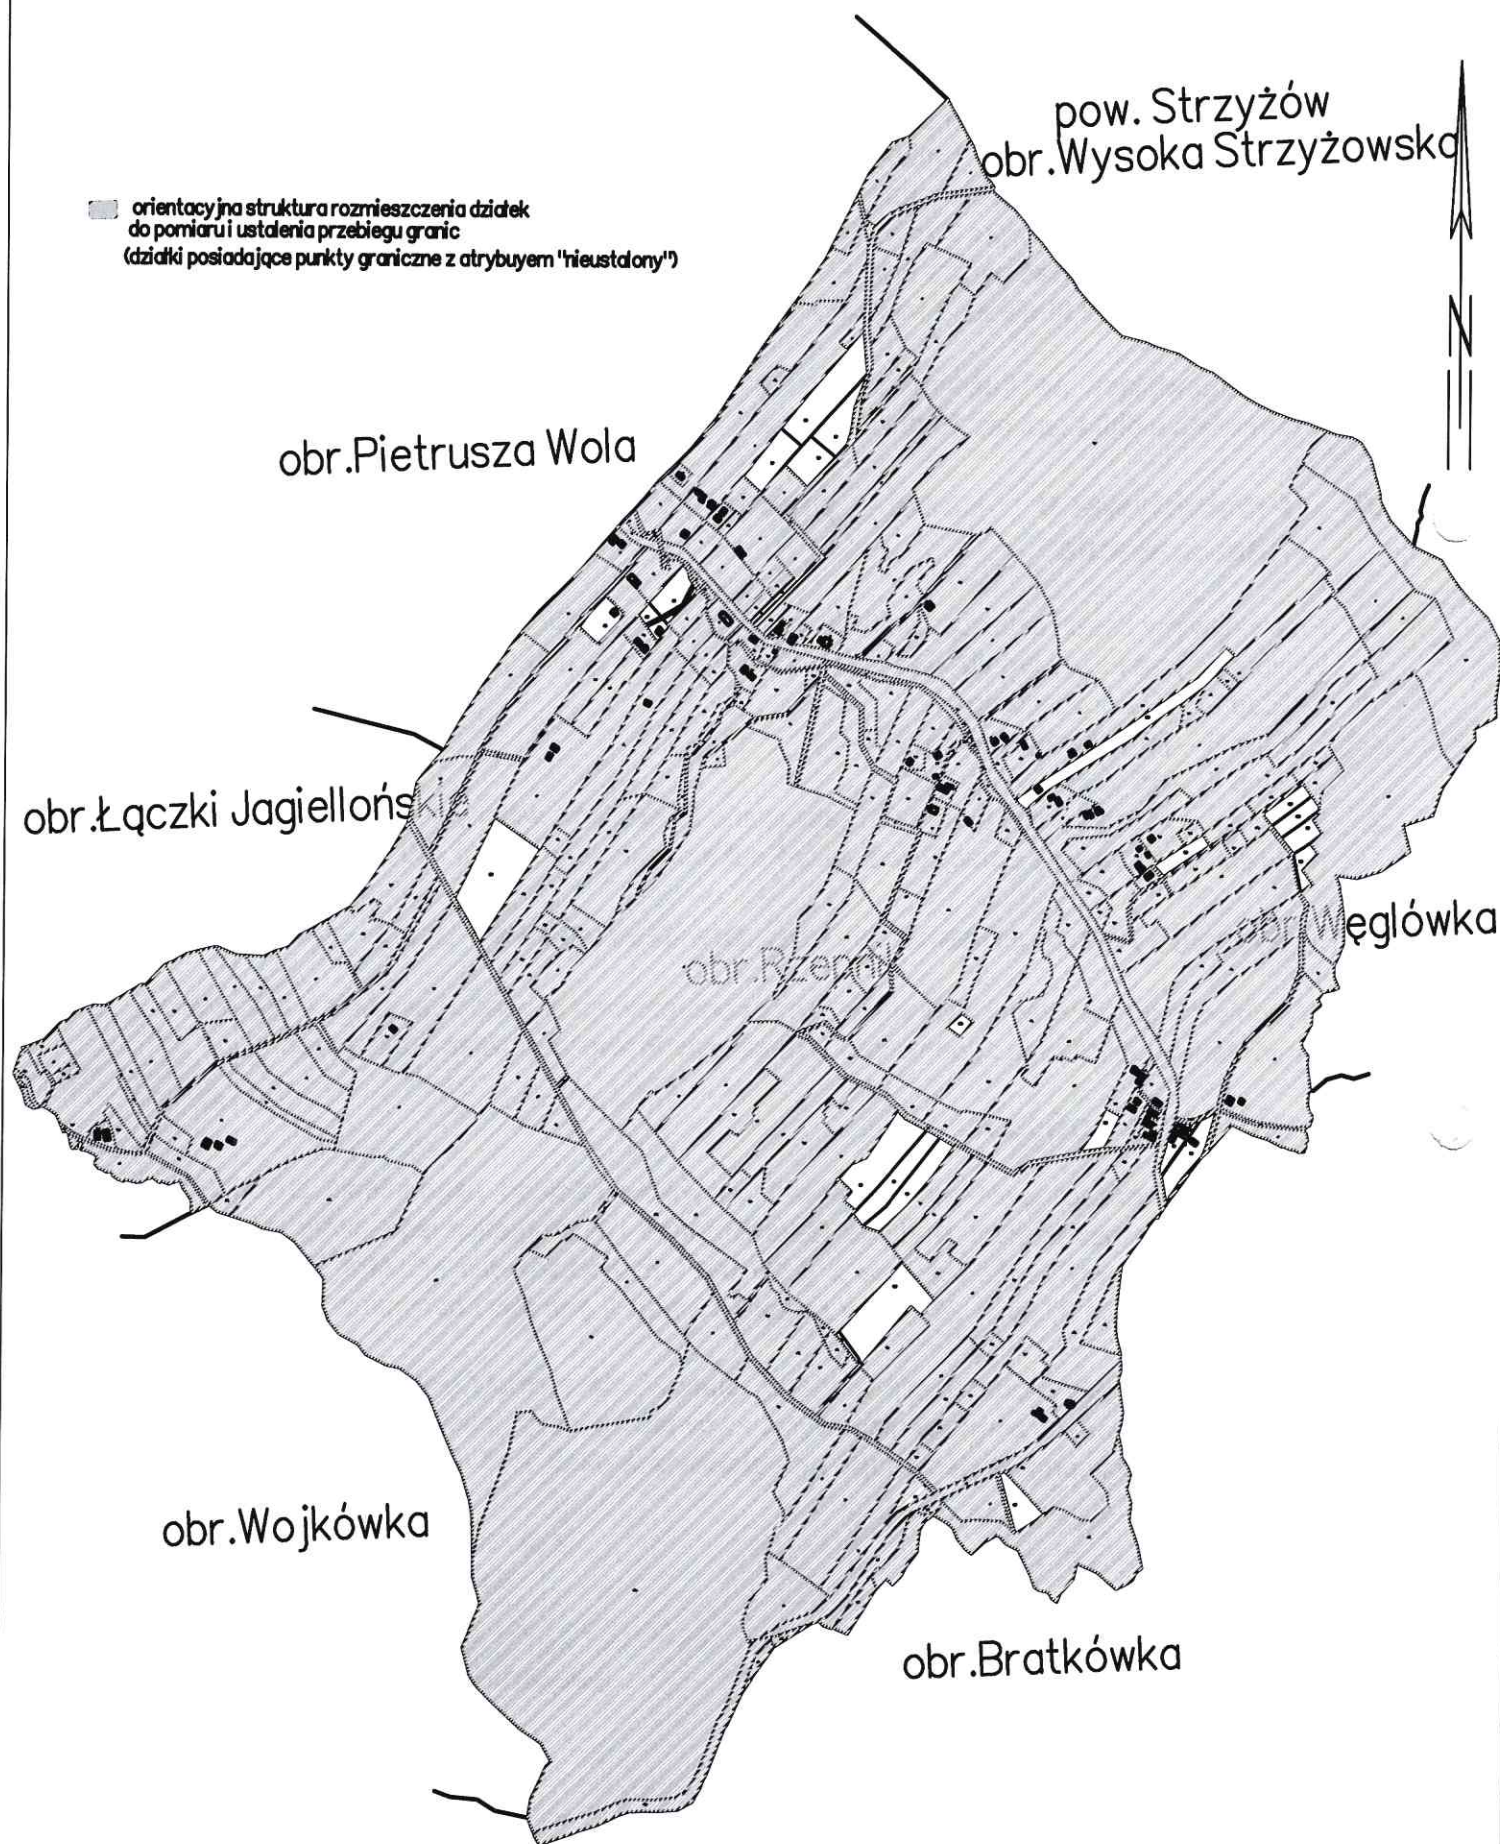 pow. Strzyżów
obr.Wysoka Strzyżowska
orientacyjna struktura rozmieszczenia działek
do pomiaru i ustalenia przebiegu granic
(działki posiadające punkty graniczne z atrybuyem "nieustalony")
N
obr.Pietrusza Wola
obr.Łączki Jagiellońskie
obr.Węglówka
obr.
obr.Wojkówka
obr.Bratkówka